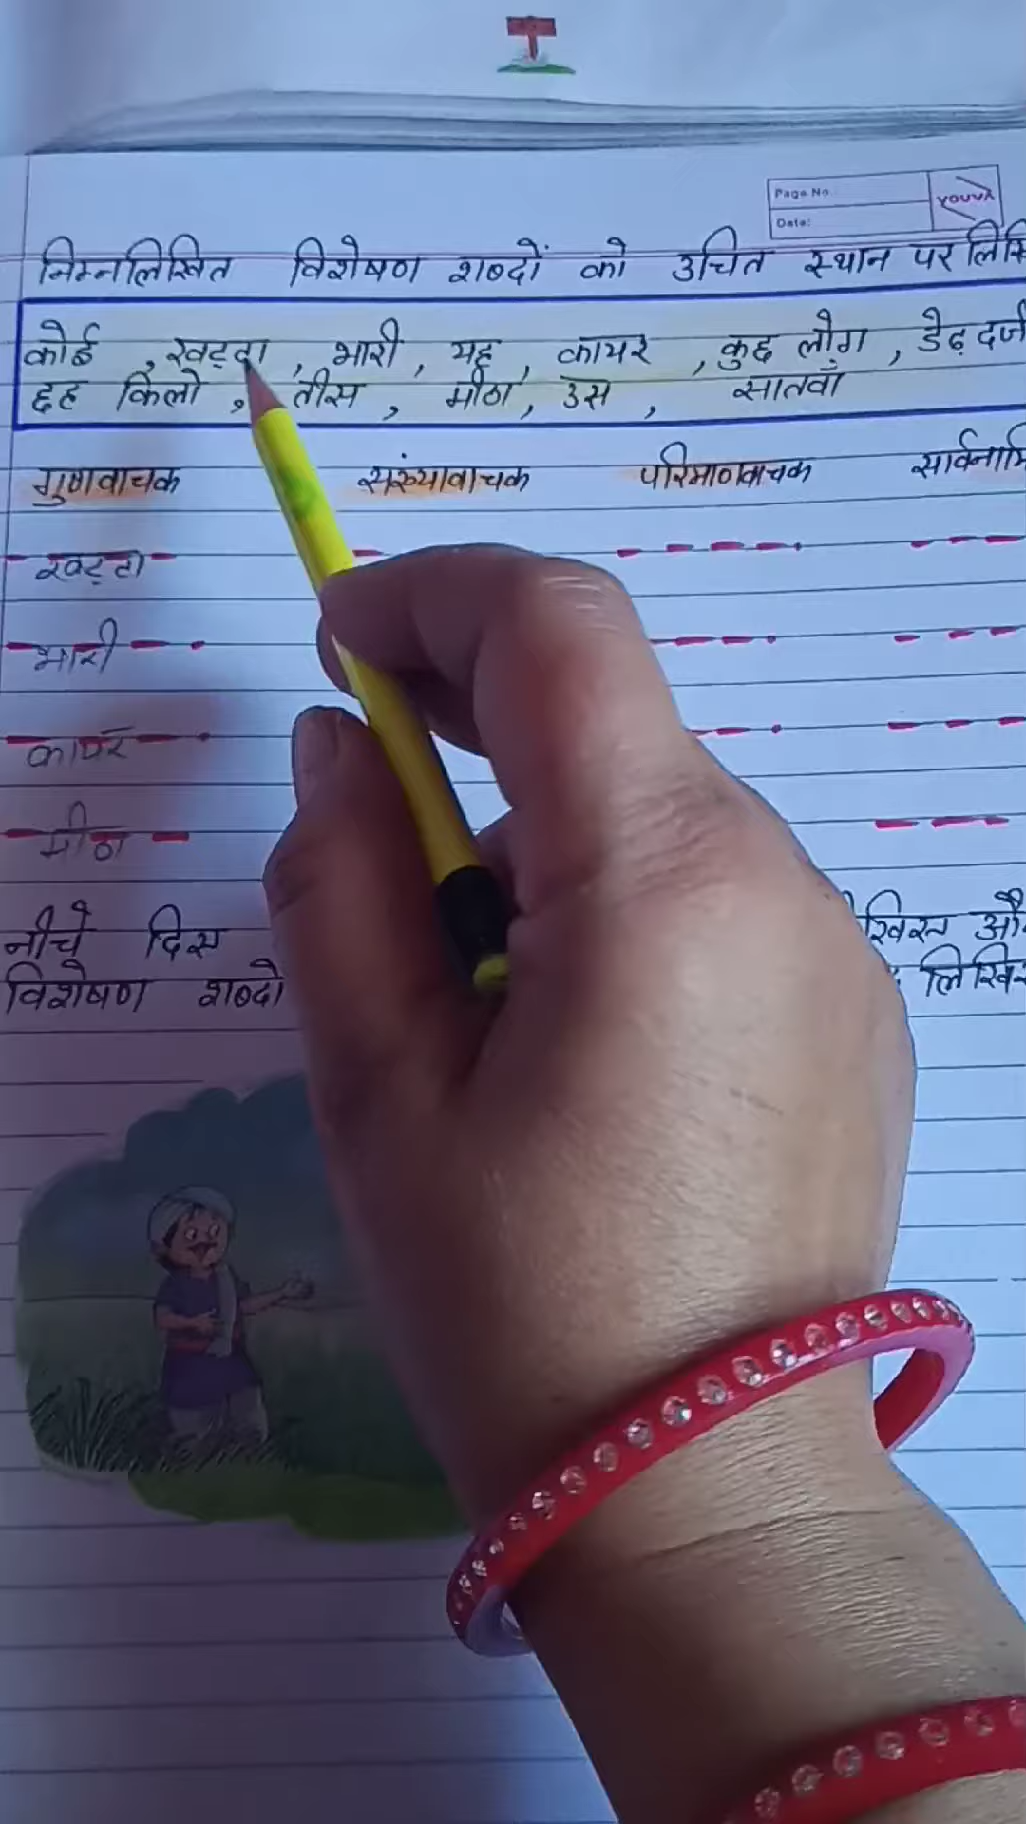 Page No.
YOUVA
Date:
निम्नलिखित विशेषण शब्दों को उचित स्थान पर
कोई , खट्टा , भारी , यह , कायर , कुछ लोग , डेढ़
छह किलो , तीस , मीठा , उस , सातवाँ
गुणवाचक संख्यावाचक परिमाणवाचक
खट्टा
भारी
कायर
मीठा
नीचे दिए
विशेषण शब्दों